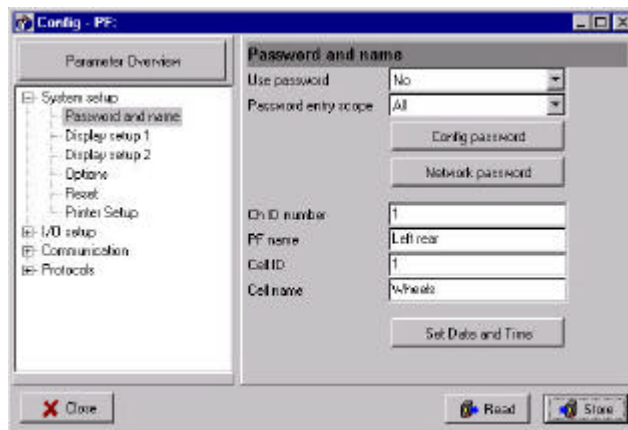 Config - PF:
Parameter Overview
System setup
Password and name
Display setup 1
Display setup 2
Options
Reset
Printer Setup
I/O setup
Communication
Protocols
Password and name
Use password No
Password entry scope All
Config password
Network password
Ch ID number 1
PF name Left rear
Cell ID 1
Cell name Wheels
Set Date and Time
Close
Read
Store